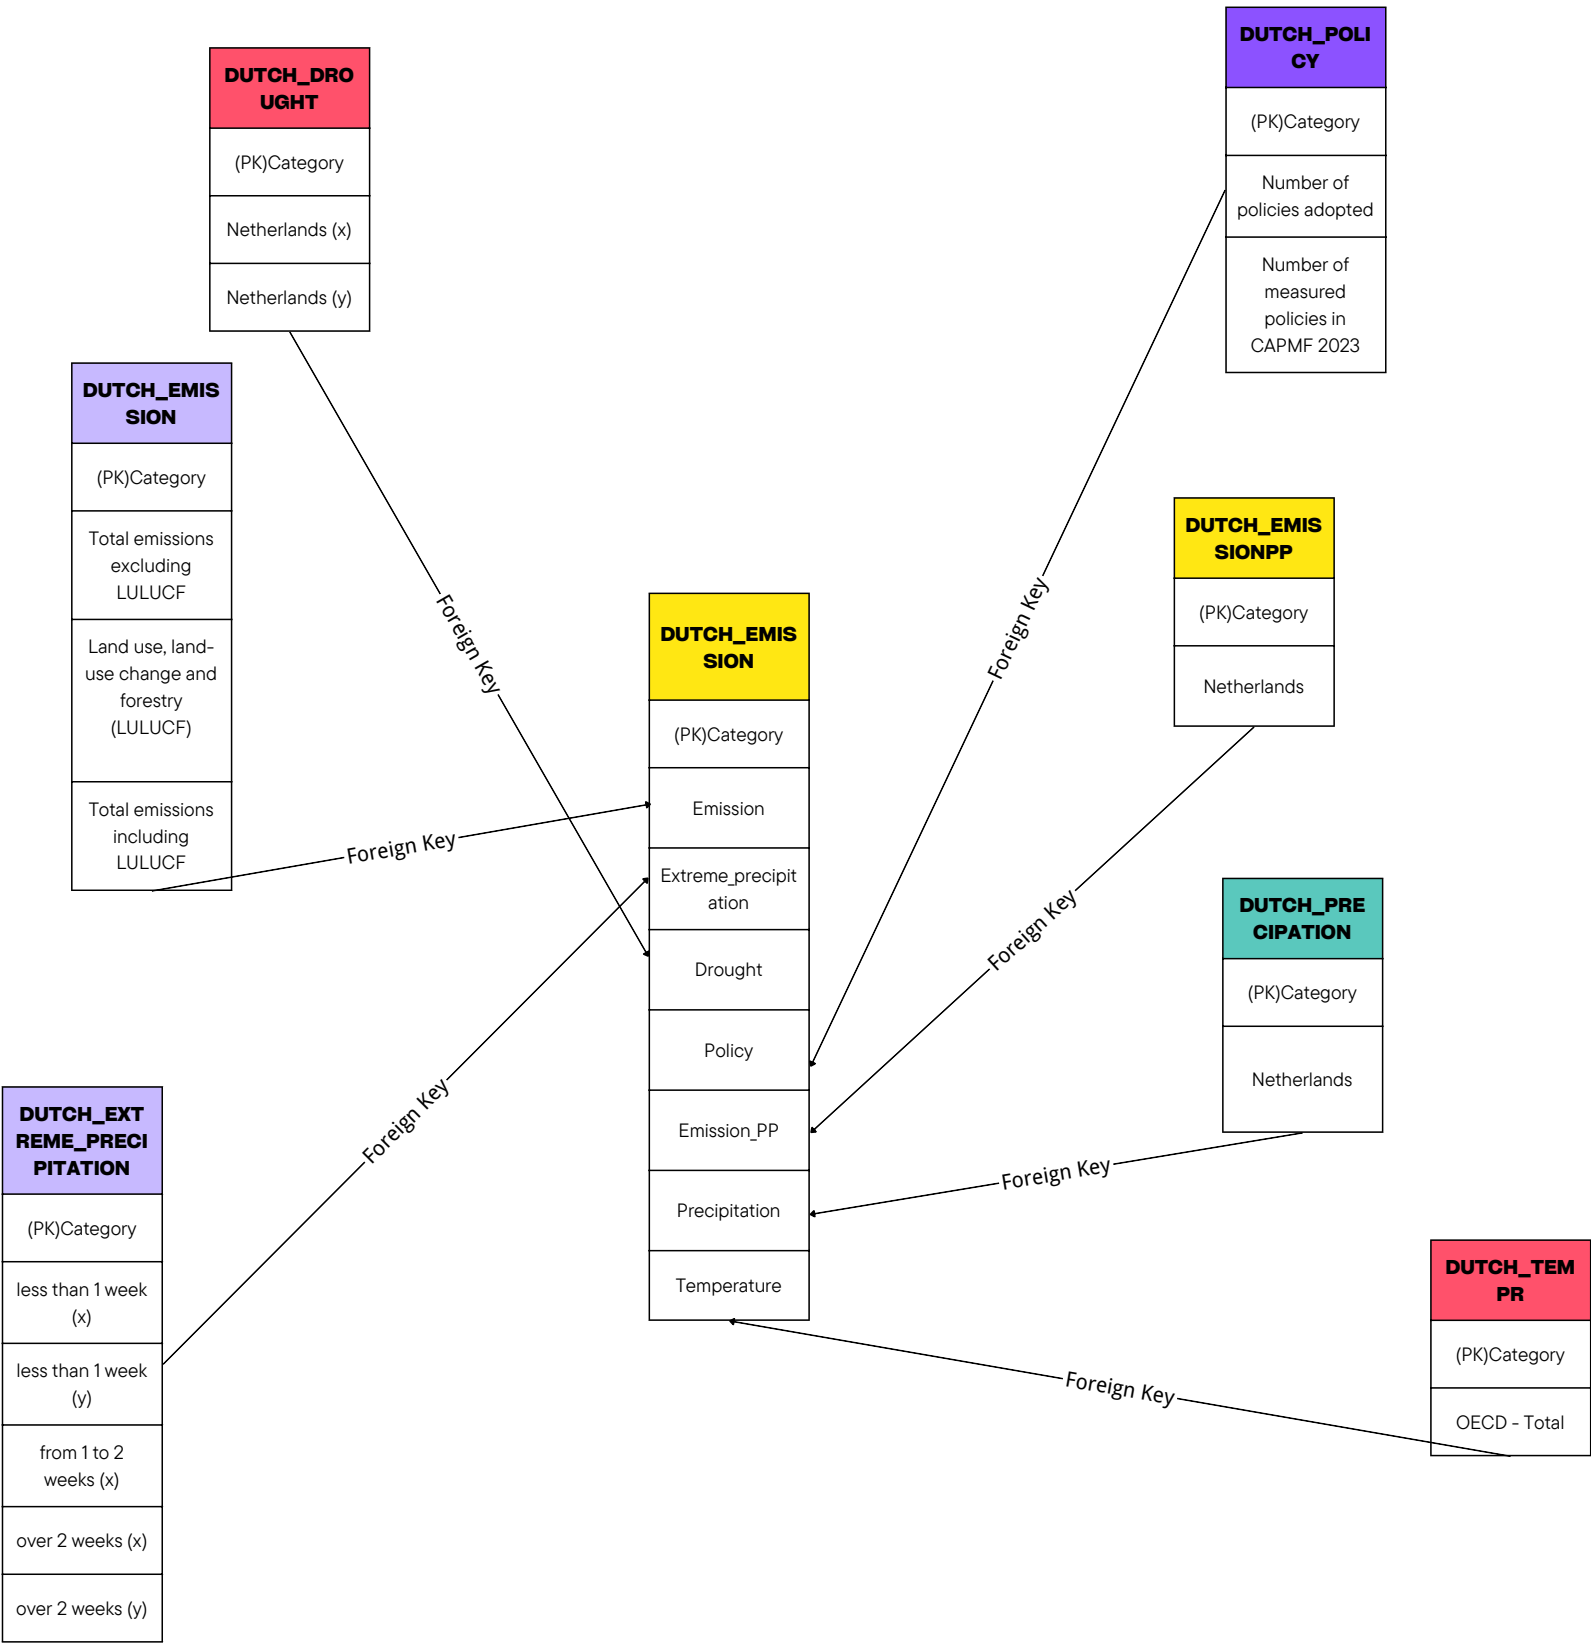 DUTCH_DRO
UGHT
(PK)Category
Netherlands (x)
Netherlands (y)
DUTCH_POLI
CY
(PK)Category
Number of
policies adopted
Number of
measured
policies in
CAPMF 2023
DUTCH_EMIS
SION
(PK)Category
Total emissions
excluding
LULUCF
Land use, land-
use change and
forestry
(LULUCF)
Total emissions
including
LULUCF
DUTCH_EMIS
SIONPP
(PK)Category
Netherlands
Foreign Key
Foreign Key
DUTCH_EMIS
SION
(PK)Category
Emission
Extreme_precipit
ation
Drought
Policy
Emission_PP
Precipitation
Temperature
Foreign Key
Foreign Key
DUTCH_PRE
CIPATION
(PK)Category
Netherlands
Foreign Key
Foreign Key
DUTCH_EXT
REME_PRECI
PITATION
(PK)Category
less than 1 week
(x)
less than 1 week
(y)
from 1 to 2
weeks (x)
over 2 weeks (x)
over 2 weeks (y)
DUTCH_TEM
PR
(PK)Category
OECD - Total
Foreign Key